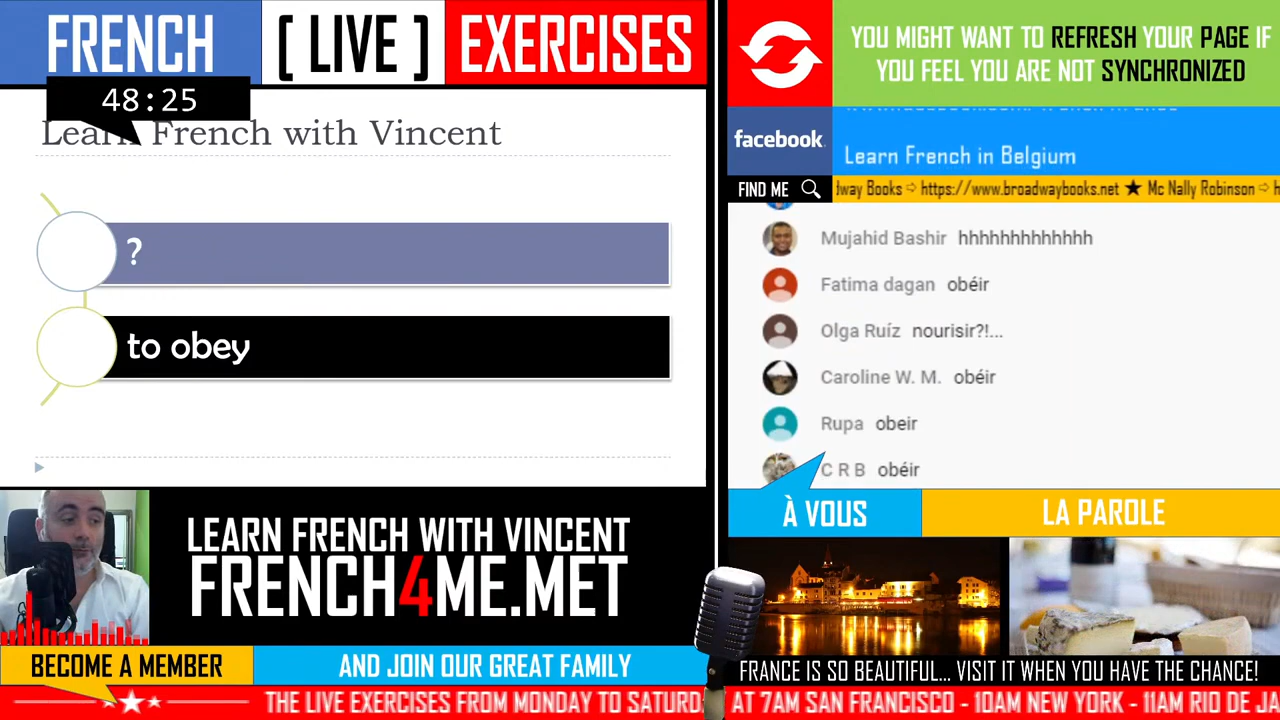 FRENCH [ LIVE ] EXERCISES
48:25
Learn French with Vincent
?
to obey
LEARN FRENCH WITH VINCENT
FRENCH4ME.MET
BECOME A MEMBER
AND JOIN OUR GREAT FAMILY
YOU MIGHT WANT TO REFRESH YOUR PAGE IF
YOU FEEL YOU ARE NOT SYNCHRONIZED
facebook.
Learn French in Belgium
FIND ME
dway Books ⇨ https://www.broadwaybooks.net ★ Mc Nally Robinson ⇨ h
Mujahid Bashir hhhhhhhhhhhhh
Fatima dagan obéir
Olga Ruíz nourisir?!...
Caroline W. M. obéir
Rupa obeir
C R B obéir
À VOUS
LA PAROLE
FRANCE IS SO BEAUTIFUL... VISIT IT WHEN YOU HAVE THE CHANCE!
THE LIVE EXERCISES FROM MONDAY TO SATURD AT 7AM SAN FRANCISCO - 10AM NEW YORK - 11AM RIO DE JA